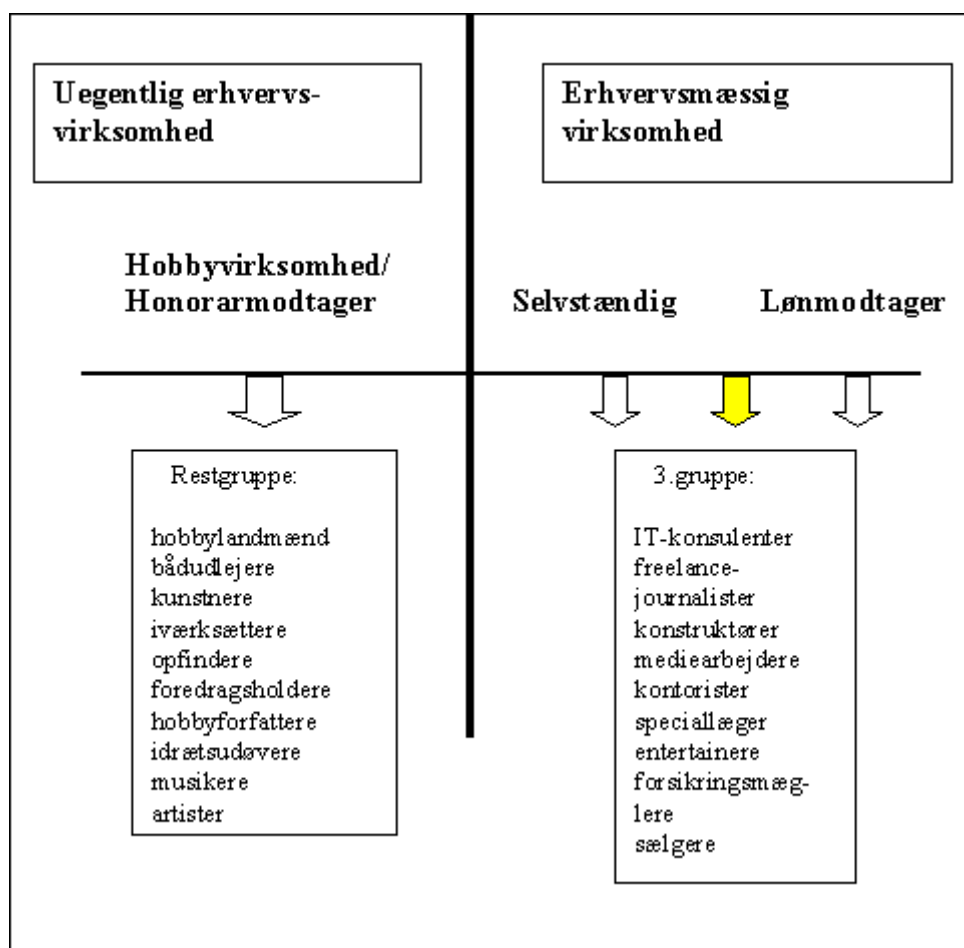 Uegentlig erhvervs-
virksomhed
Hobbyvirksomhed/
Honorarmodtager
Restgruppe:
hobbylandmænd
bådudlejere
kunstnere
iværksættere
opfindere
foredragsholdere
hobbyforfattere
idrætsudøvere
musikere
artister
Erhvervsmæssig
virksomhed
Selvstændig
Lønmodtager
3.gruppe:
IT-konsulenter
freelance-
journalister
konstruktører
mediearbejdere
kontorister
speciallæger
entertainere
forsikringsmæg-
lere
sælgere